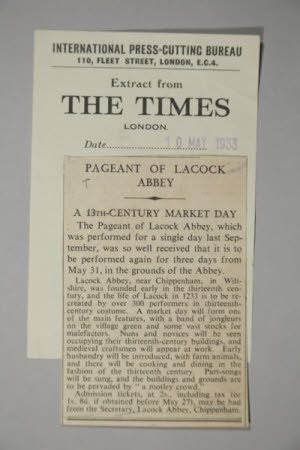 INTERNATIONAL PRESS-CUTTING BUREAU
110, FLEET STREET, LONDON, E.C.4.
Extract from
THE TIMES
LONDON.
Date 10 MAY 1933
PAGEANT OF LACOCK
ABBEY
A 13TH-CENTURY MARKET DAY
The Pageant of Lacock Abbey, which
was performed for a single day last Sep-
tember, was so well received that it is to
be performed again for three days from
May 31, in the grounds of the Abbey.
Lacock Abbey, near Chippenham, in Wilt-
shire, was founded early in the thirteenth cen-
tury, and the life of Lacock in 1233 is to be re-
created by over 300 performers in thirteenth-
century costume. A market day will form one
of the main features, with a band of jongleurs
on the village green and some vast stocks for
malefactors. Nuns and novices will be seen
occupying their thirteenth-century buildings, and
medieval craftsmen will appear at work. Early
husbandry will be introduced, with farm animals,
and there will be cooking and dining in the
fashion of the thirteenth century. Part-songs
will be sung, and the buildings and grounds are
to be pervaded by "a motley crowd."
Admission tickets, at 2s., including tax (or
1s. 8d. if obtained before May 27), may be had
from the Secretary, Lacock Abbey, Chippenham.